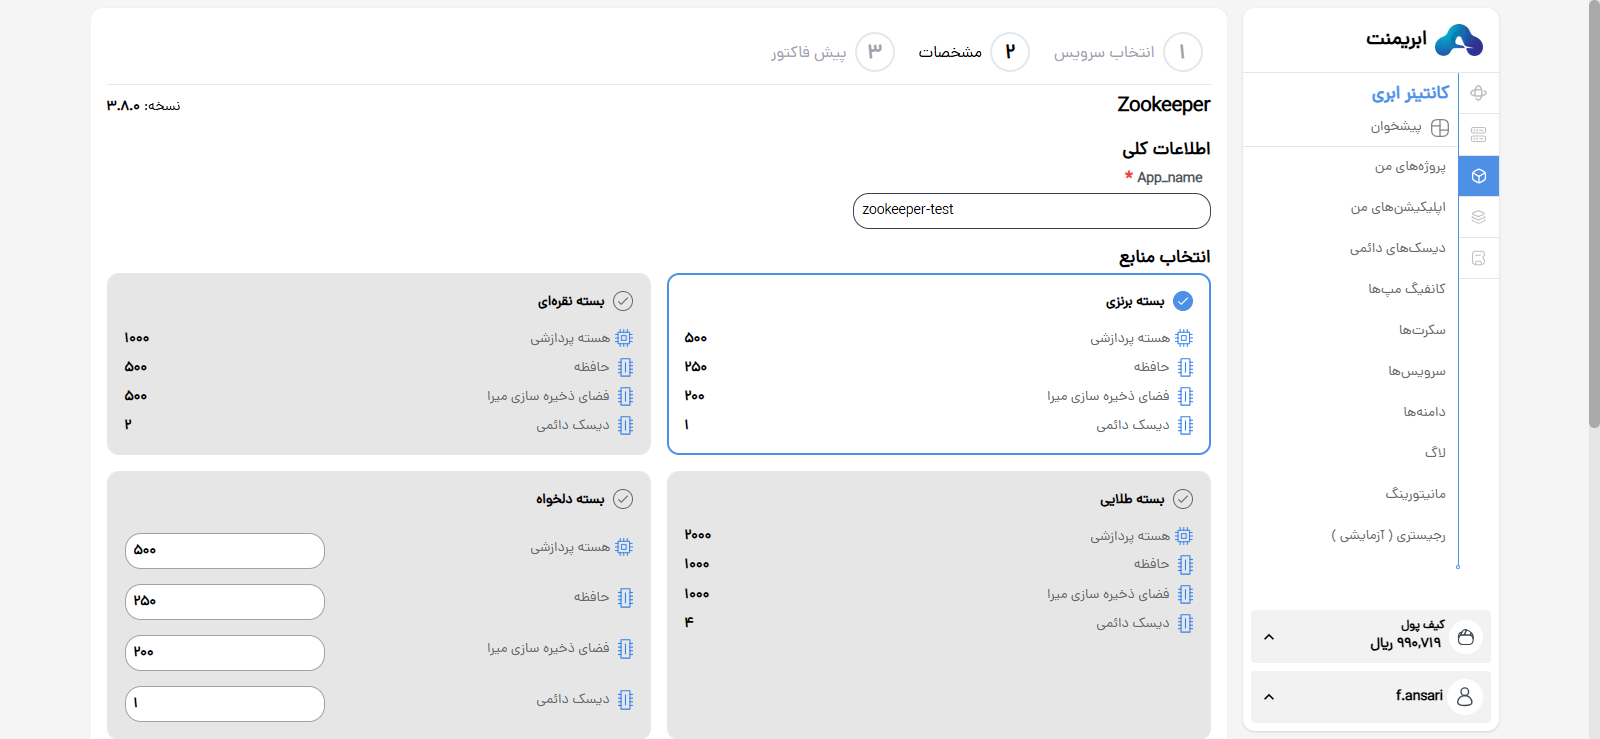 ابریمنت
کانتینر ابری
پیشخوان
پروژه‌های من
اپلیکیشن‌های من
دیسک‌های دائمی
کانفیگ مپ‌ها
سکرت‌ها
سرویس‌ها
دامنه‌ها
لاگ
مانیتورینگ
رجیستری ( آزمایشی )
کیف پول
۹۹۰,۷۱۹ ریال
f.ansari
۱ انتخاب سرویس ۲ مشخصات ۳ پیش فاکتور
Zookeeper
نسخه: ۳.۸.۰
اطلاعات کلی
App_name *
zookeeper-test
انتخاب منابع
بسته برنزی
هسته پردازشی ۵۰۰
حافظه ۲۵۰
فضای ذخیره سازی میرا ۲۰۰
دیسک دائمی ۱
بسته نقره‌ای
هسته پردازشی ۱۰۰۰
حافظه ۵۰۰
فضای ذخیره سازی میرا ۵۰۰
دیسک دائمی ۲
بسته طلایی
هسته پردازشی ۲۰۰۰
حافظه ۱۰۰۰
فضای ذخیره سازی میرا ۱۰۰۰
دیسک دائمی ۴
بسته دلخواه
هسته پردازشی ۵۰۰
حافظه ۲۵۰
فضای ذخیره سازی میرا ۲۰۰
دیسک دائمی ۱